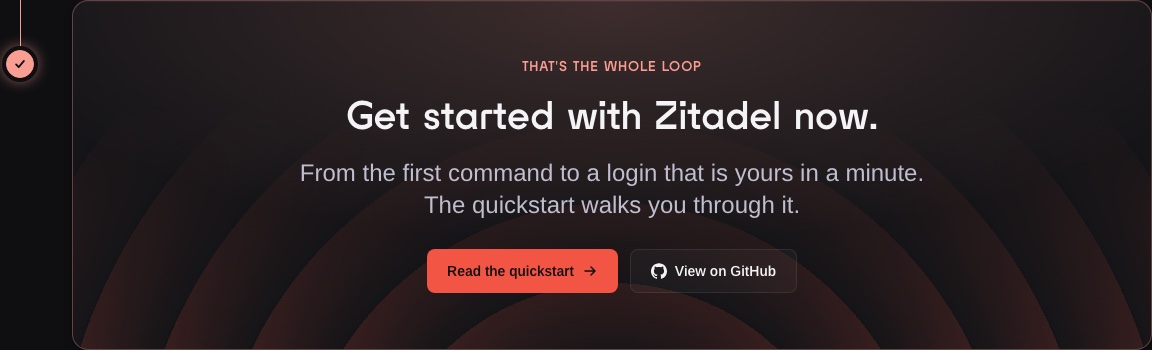 THAT'S THE WHOLE LOOP
Get started with Zitadel now.
From the first command to a login that is yours in a minute.
The quickstart walks you through it.
Read the quickstart →
View on GitHub